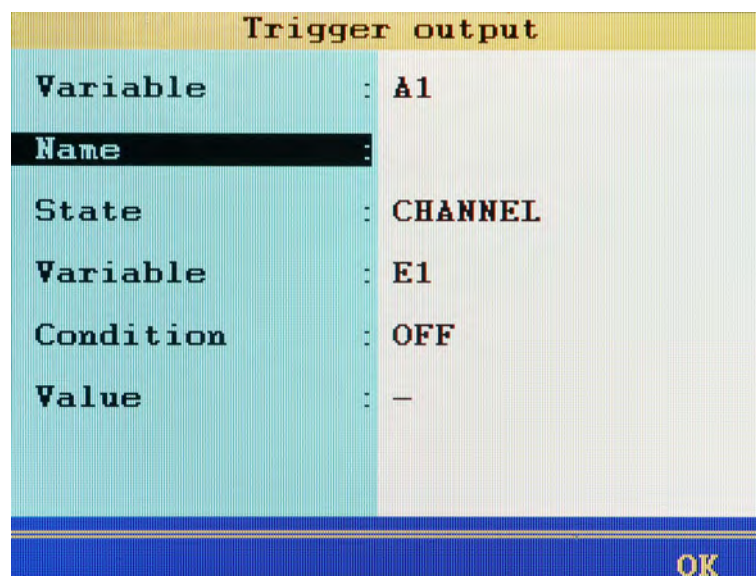 Trigger output
Variable : A1
Name :
State : CHANNEL
Variable : E1
Condition : OFF
Value : –
OK